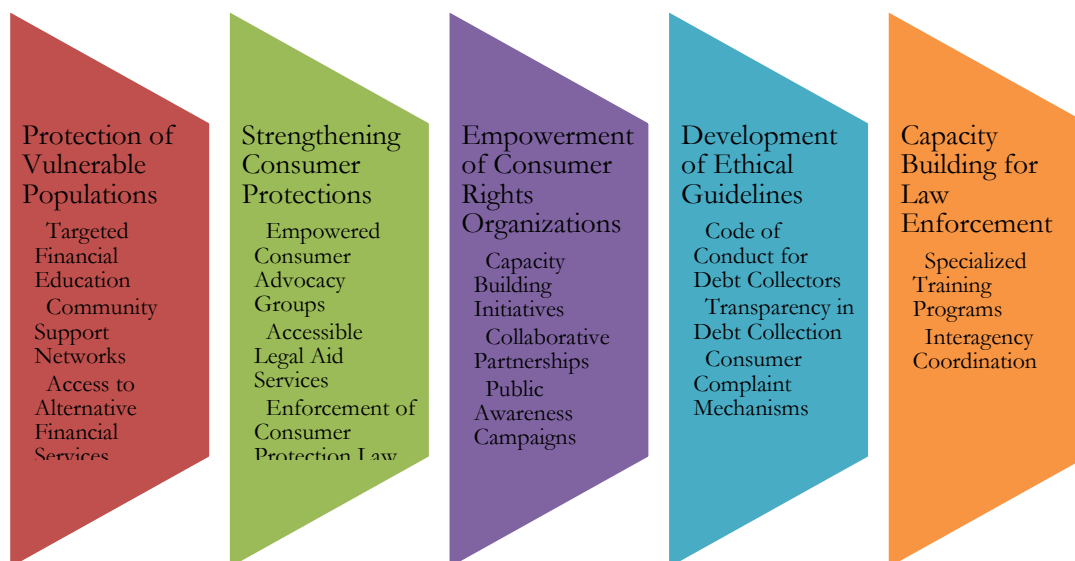 Protection of
Vulnerable
Populations
Targeted
Financial
Education
Community
Support
Networks
Access to
Alternative
Financial
Services
Strengthening
Consumer
Protections
Empowered
Consumer
Advocacy
Groups
Accessible
Legal Aid
Services
Enforcement of
Consumer
Protection Law
Empowerment
of Consumer
Rights
Organizations
Capacity
Building
Initiatives
Collaborative
Partnerships
Public
Awareness
Campaigns
Development
of Ethical
Guidelines
Code of
Conduct for
Debt Collectors
Transparency in
Debt Collection
Consumer
Complaint
Mechanisms
Capacity
Building for
Law
Enforcement
Specialized
Training
Programs
Interagency
Coordination